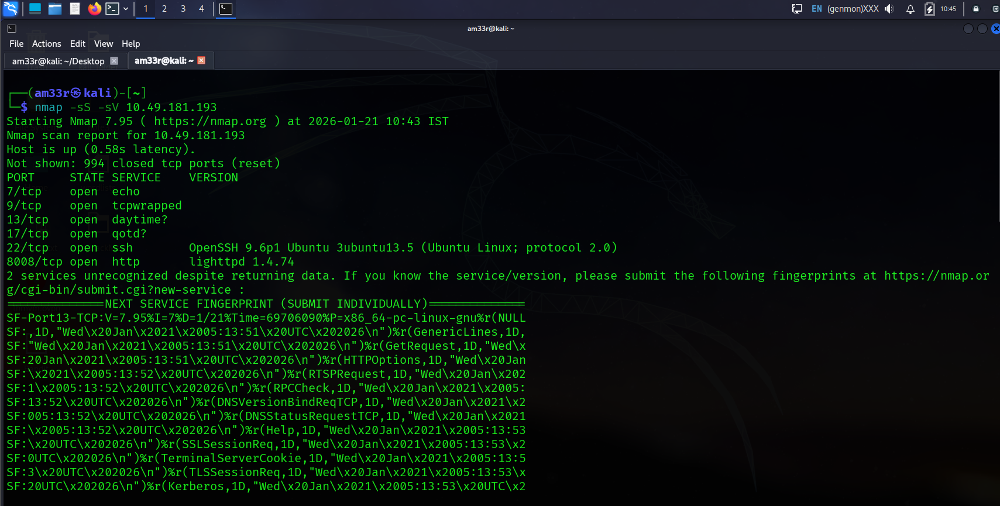 1 2 3 4 EN (genmon)XXX 10:45
am33r@kali: ~
File Actions Edit View Help
am33r@kali: ~/Desktop am33r@kali: ~
(am33r㉿kali)-[~]
$ nmap -sS -sV 10.49.181.193
Starting Nmap 7.95 ( https://nmap.org ) at 2026-01-21 10:43 IST
Nmap scan report for 10.49.181.193
Host is up (0.58s latency).
Not shown: 994 closed tcp ports (reset)
PORT     STATE SERVICE    VERSION
7/tcp    open  echo
9/tcp    open  tcpwrapped
13/tcp   open  daytime?
17/tcp   open  qotd?
22/tcp   open  ssh        OpenSSH 9.6p1 Ubuntu 3ubuntu13.5 (Ubuntu Linux; protocol 2.0)
8008/tcp open  http       lighttpd 1.4.74
2 services unrecognized despite returning data. If you know the service/version, please submit the following fingerprints at https://nmap.or
g/cgi-bin/submit.cgi?new-service :
==============NEXT SERVICE FINGERPRINT (SUBMIT INDIVIDUALLY)==============
SF-Port13-TCP:V=7.95%I=7%D=1/21%Time=69706090%P=x86_64-pc-linux-gnu%r(NULL
SF:,1D,"Wed\x20Jan\x2021\x2005:13:51\x20UTC\x202026\n")%r(GenericLines,1D,
SF:"Wed\x20Jan\x2021\x2005:13:51\x20UTC\x202026\n")%r(GetRequest,1D,"Wed\x
SF:20Jan\x2021\x2005:13:51\x20UTC\x202026\n")%r(HTTPOptions,1D,"Wed\x20Jan
SF:\x2021\x2005:13:52\x20UTC\x202026\n")%r(RTSPRequest,1D,"Wed\x20Jan\x202
SF:1\x2005:13:52\x20UTC\x202026\n")%r(RPCCheck,1D,"Wed\x20Jan\x2021\x2005:
SF:13:52\x20UTC\x202026\n")%r(DNSVersionBindReqTCP,1D,"Wed\x20Jan\x2021\x2
SF:005:13:52\x20UTC\x202026\n")%r(DNSStatusRequestTCP,1D,"Wed\x20Jan\x2021
SF:\x2005:13:52\x20UTC\x202026\n")%r(Help,1D,"Wed\x20Jan\x2021\x2005:13:53
SF:\x20UTC\x202026\n")%r(SSLSessionReq,1D,"Wed\x20Jan\x2021\x2005:13:53\x2
SF:0UTC\x202026\n")%r(TerminalServerCookie,1D,"Wed\x20Jan\x2021\x2005:13:5
SF:3\x20UTC\x202026\n")%r(TLSSessionReq,1D,"Wed\x20Jan\x2021\x2005:13:53\x
SF:20UTC\x202026\n")%r(Kerberos,1D,"Wed\x20Jan\x2021\x2005:13:53\x20UTC\x2